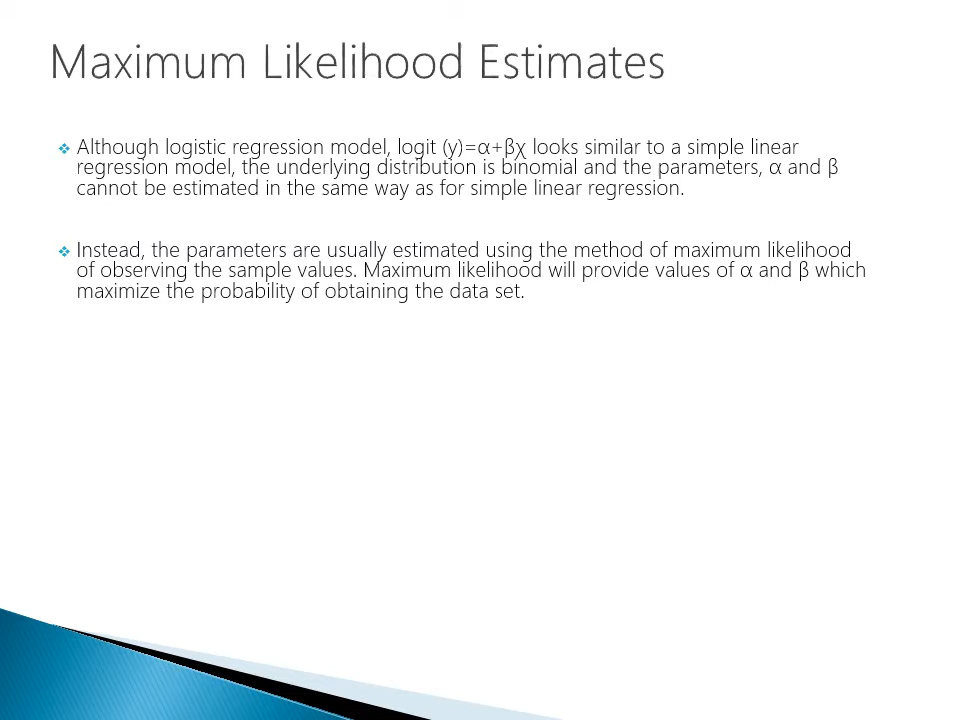 Maximum Likelihood Estimates
Although logistic regression model, logit (y)=α+βχ looks similar to a simple linear
regression model, the underlying distribution is binomial and the parameters, α and β
cannot be estimated in the same way as for simple linear regression.
Instead, the parameters are usually estimated using the method of maximum likelihood
of observing the sample values. Maximum likelihood will provide values of α and β which
maximize the probability of obtaining the data set.